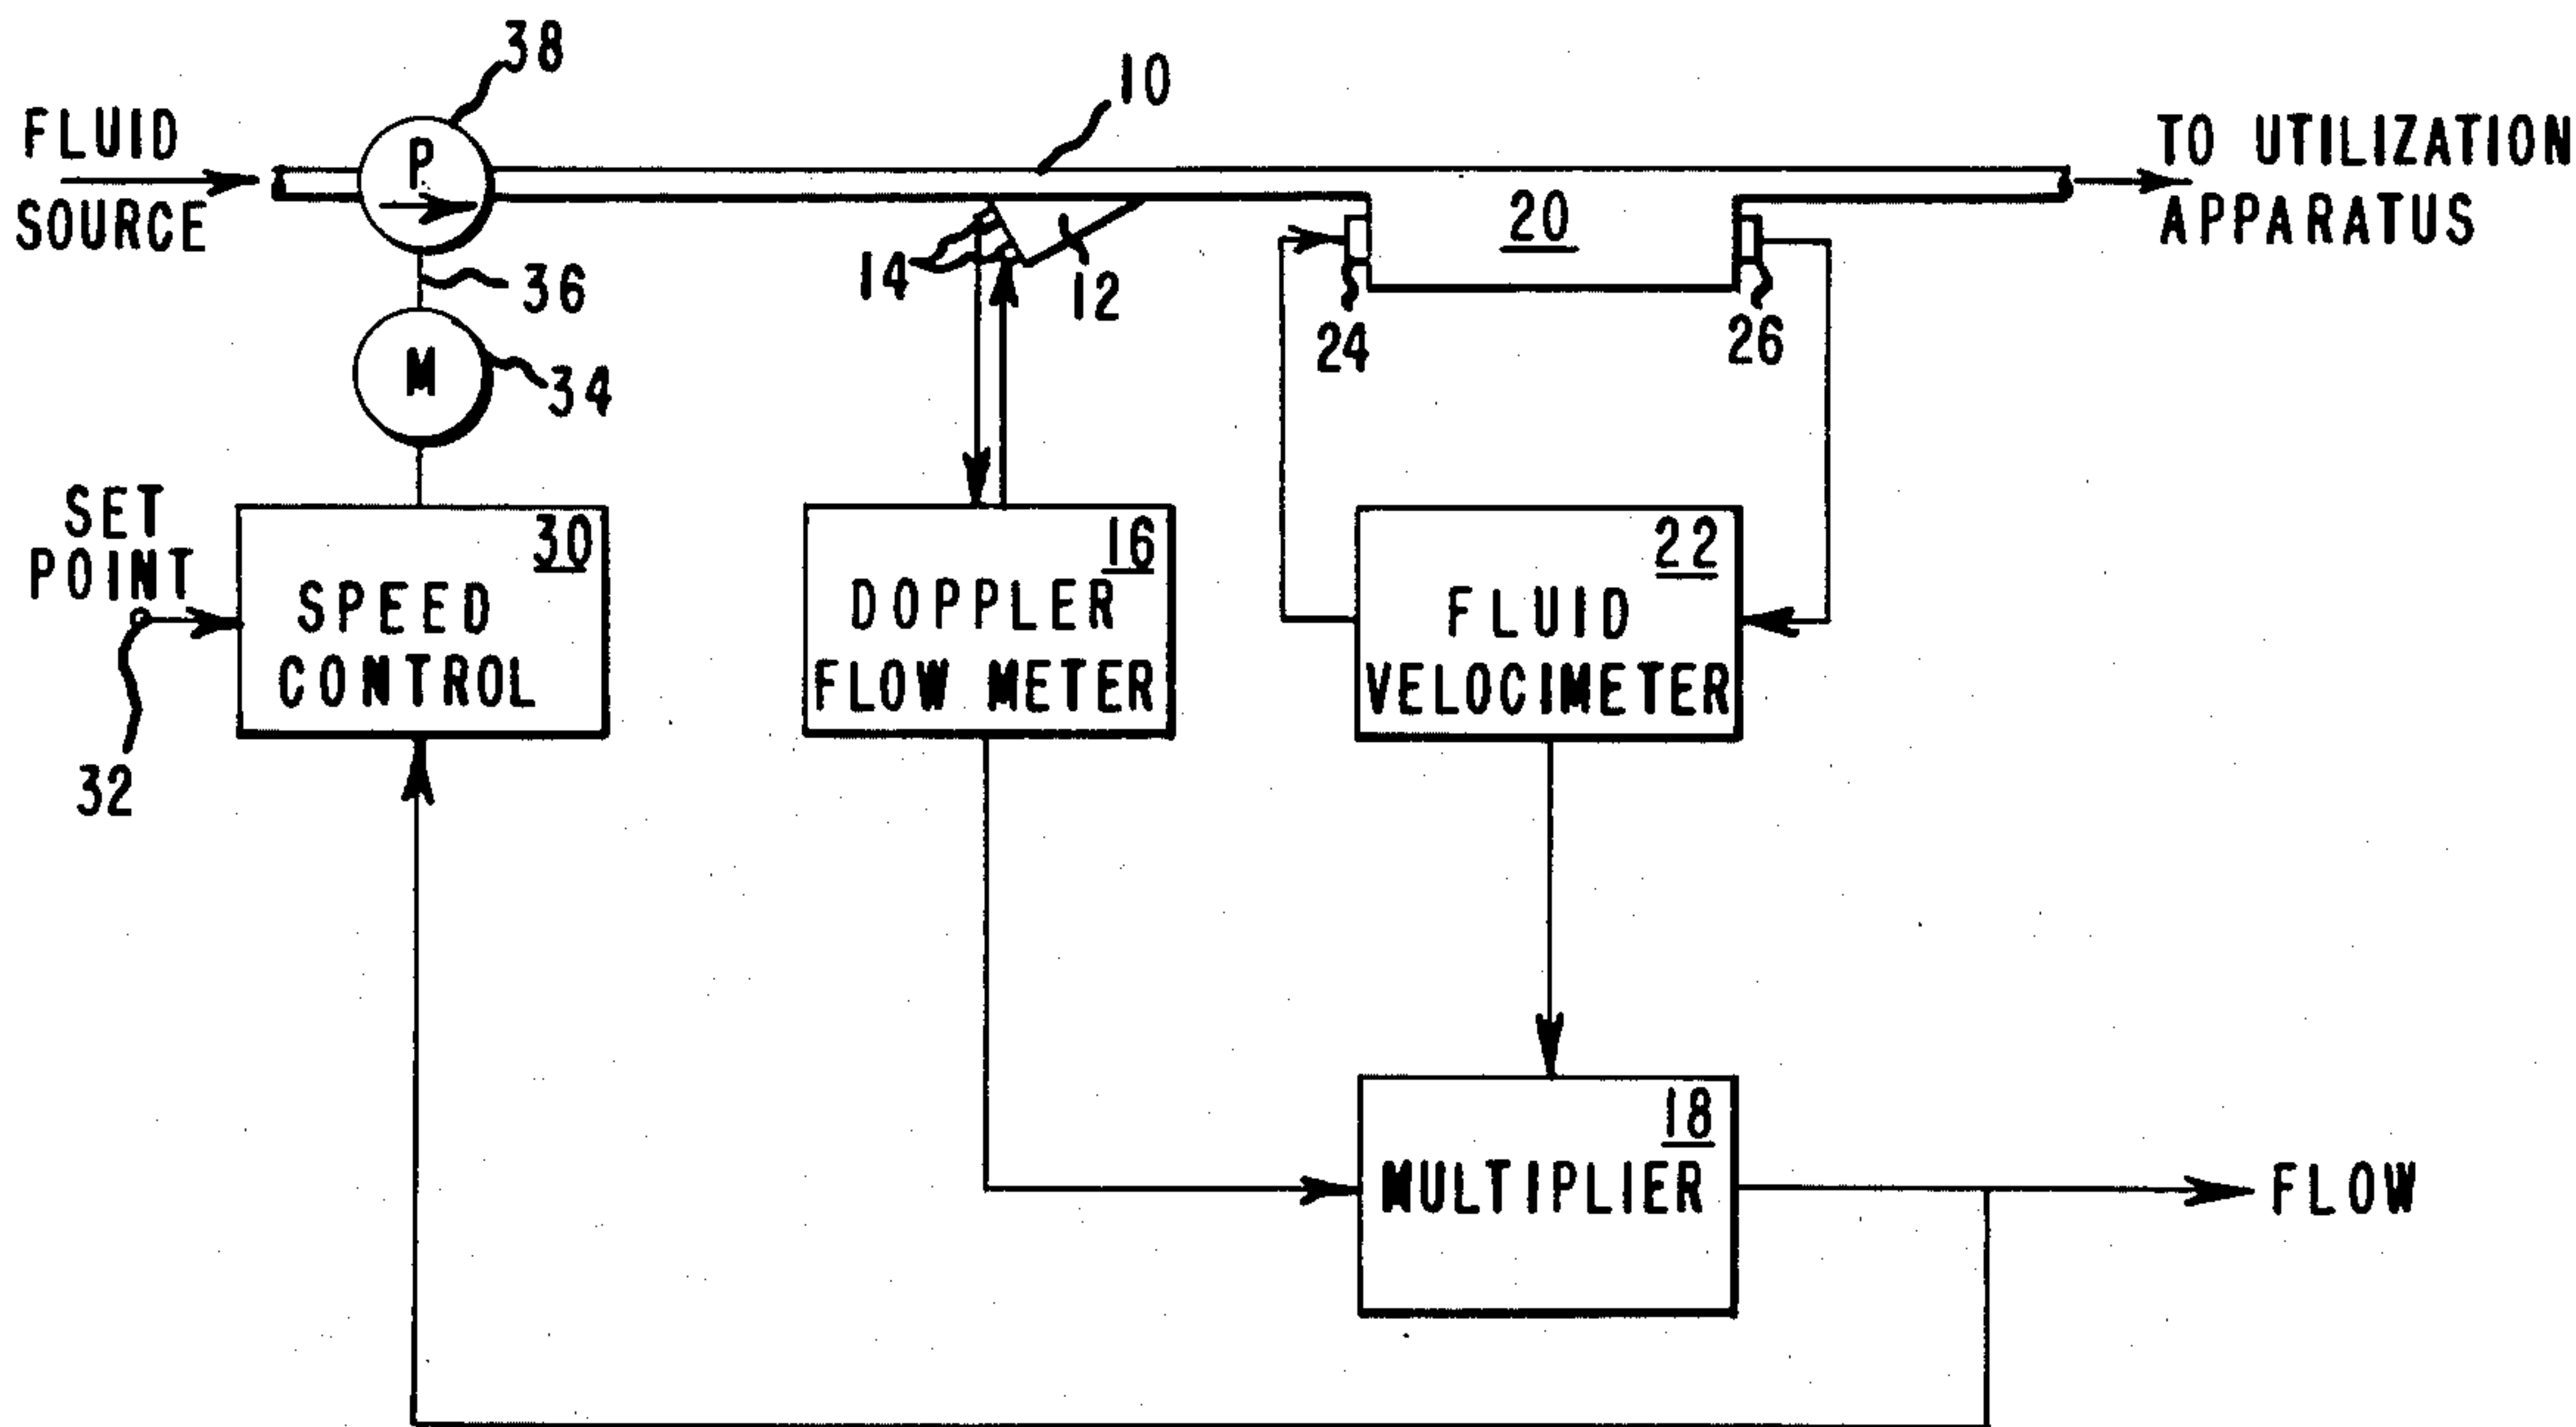 38
10
FLUID
SOURCE
P
TO UTILIZATION
APPARATUS
20
14
12
36
24
26
M
34
SET
POINT
30
SPEED
CONTROL
16
DOPPLER
FLOW METER
22
FLUID
VELOCIMETER
32
18
MULTIPLIER
FLOW